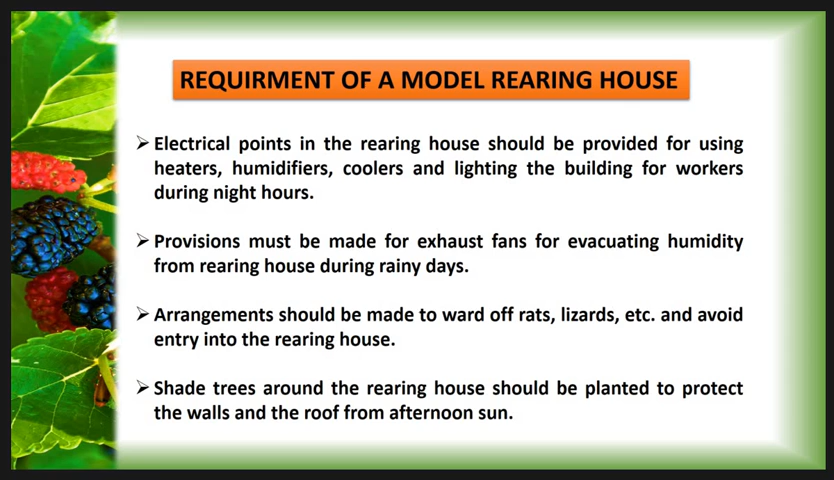 REQUIRMENT OF A MODEL REARING HOUSE
➢ Electrical points in the rearing house should be provided for using
heaters, humidifiers, coolers and lighting the building for workers
during night hours.
➢ Provisions must be made for exhaust fans for evacuating humidity
from rearing house during rainy days.
➢ Arrangements should be made to ward off rats, lizards, etc. and avoid
entry into the rearing house.
➢ Shade trees around the rearing house should be planted to protect
the walls and the roof from afternoon sun.